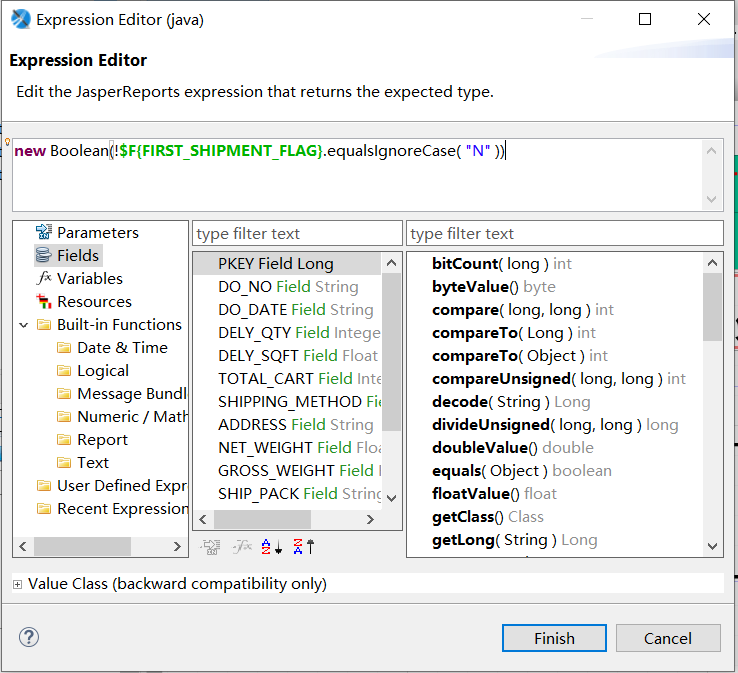 Expression Editor (java)
Expression Editor
Edit the JasperReports expression that returns the expected type.
new Boolean(!$F{FIRST_SHIPMENT_FLAG}.equalsIgnoreCase( "N" ))
Parameters
Fields
Variables
Resources
Built-in Functions
Date & Time
Logical
Message Bundl
Numeric / Math
Report
Text
User Defined Expr
Recent Expression
type filter text
PKEY Field Long
DO_NO Field String
DO_DATE Field String
DELY_QTY Field Intege
DELY_SQFT Field Float
TOTAL_CART Field Inte
SHIPPING_METHOD Fie
ADDRESS Field String
NET_WEIGHT Field Floa
GROSS_WEIGHT Field
SHIP_PACK Field String
type filter text
bitCount( long ) int
byteValue() byte
compare( long, long ) int
compareTo( Long ) int
compareTo( Object ) int
compareUnsigned( long, long ) int
decode( String ) Long
divideUnsigned( long, long ) long
doubleValue() double
equals( Object ) boolean
floatValue() float
getClass() Class
getLong( String ) Long
Value Class (backward compatibility only)
Finish
Cancel